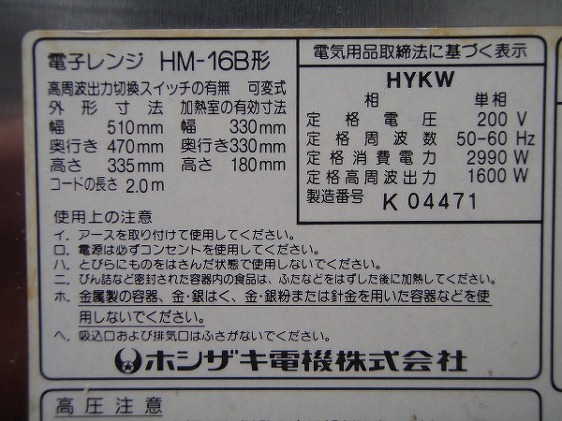 電子レンジ HM-16B形
高周波出力切換スイッチの有無 可変式
外形寸法 加熱室の有効寸法
幅 510mm 幅 330mm
奥行き 470mm 奥行き330mm
高さ 335mm 高さ 180mm
コードの長さ 2.0m
電気用品取締法に基づく表示
HYKW
相 単相
定格電圧 200 V
定格周波数 50-60 Hz
定格消費電力 2990 W
定格高周波出力 1600 W
製造番号 K 04471
使用上の注意
イ. アースを取り付けて使用してください。
ロ. 電源は必ずコンセントを使用してください。
ハ. とびらにものをはさんだ状態で使用しないでください。
ニ. びん詰など密封された容器内の食品は、ふたなどをはずした後に加熱してください。
ホ. 金属製の容器、金・銀はく、金・銀粉または針金を用いた容器などを使
用しないでください。
ヘ. 吸込口および排気口はふさがないでください。
ホシザキ電機株式会社
高圧注意